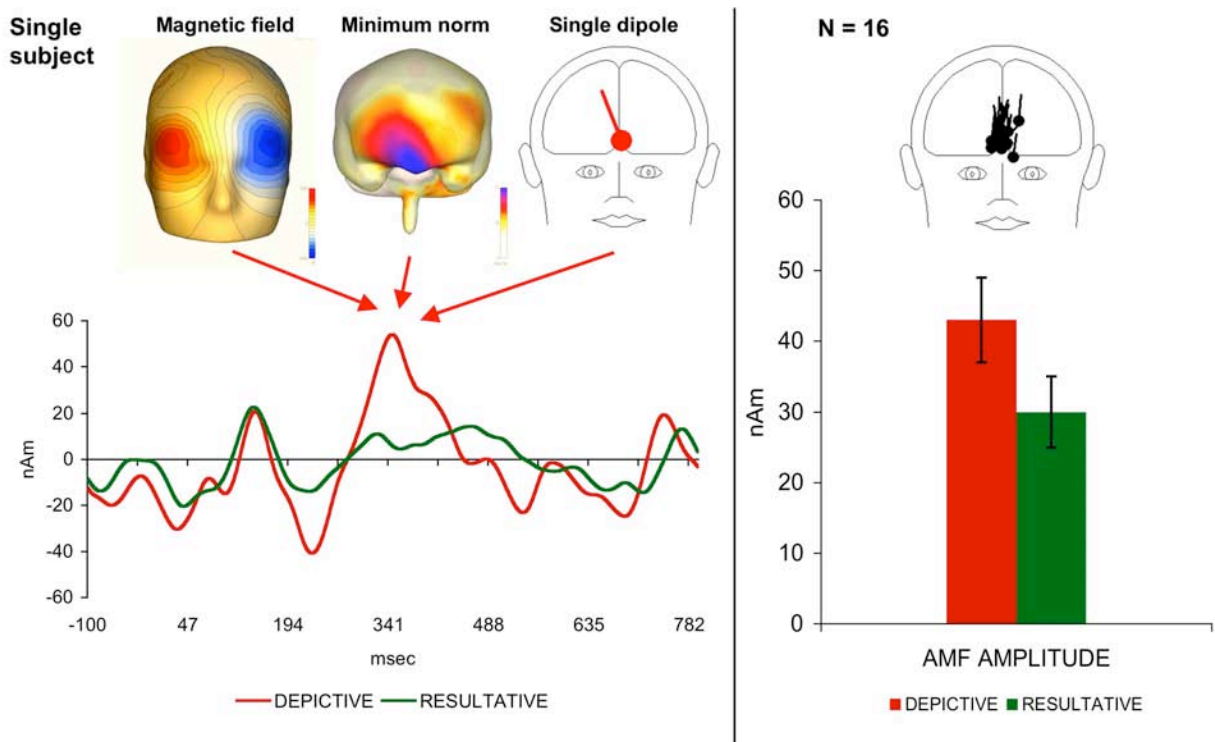 Single
subject
Magnetic field
Minimum norm
Single dipole
60
40
20
0
-20
-40
-60
nAm
-100 47 194 341 488 635 782
msec
DEPICTIVE RESULTATIVE
N = 16
60
50
40
30
20
10
0
nAm
AMF AMPLITUDE
DEPICTIVE RESULTATIVE